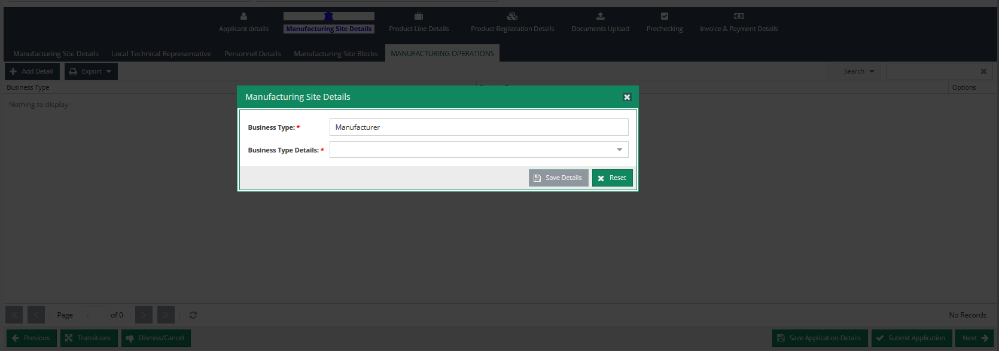 Applicant details
Manufacturing Site Details
Product Line Details
Product Registration Details
Documents Upload
Prechecking
Invoice & Payment Details
Manufacturing Site Details
Local Technical Representative
Personnel Details
Manufacturing Site Blocks
MANUFACTURING OPERATIONS
Add Detail
Export
Search
Business Type
Options
Nothing to display
Manufacturing Site Details
Business Type: *
Manufacturer
Business Type Details: *
Save Details
Reset
Page
0
of 0
No Records
Previous
Transitions
Dismiss/Cancel
Save Application Details
Submit Application
Next